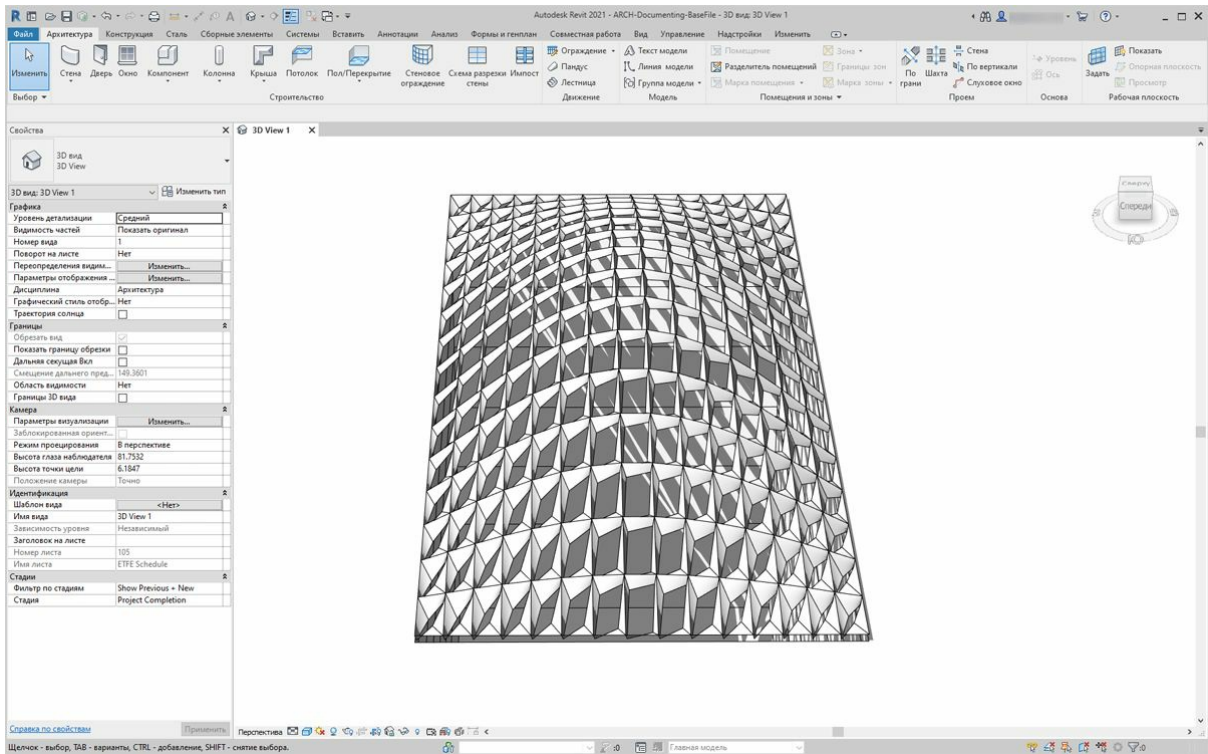 Autodesk Revit 2021 - ARCH-Documenting-BaseFile - 3D вид: 3D View 1
Файл Архитектура Конструкция Сталь Сборные элементы Системы Вставить Аннотации Анализ Формы и генплан Совместная работа Вид Управление Надстройки Изменить
Изменить Стена Дверь Окно Компонент Колонна Крыша Потолок Пол/Перекрытие Стеновое ограждение Схема разрезки стены Импост
Ограждение Текст модели Помещение Зона Стена
Пандус Линия модели Разделитель помещений Границы зон По вертикали
Лестница Группа модели Марка помещения Марка зоны Слуховое окно
По грани Шахта Уровень Ось Задать Показать Опорная плоскость Просмотр
Выбор Строительство Движение Модель Помещения и зоны Проем Основа Рабочая плоскость
Свойства
3D View 1
3D вид
3D View
3D вид: 3D View 1 Изменить тип
Графика
Уровень детализации Средний
Видимость частей Показать оригинал
Номер вида 1
Поворот на листе Нет
Переопределения видим... Изменить...
Параметры отображения ... Изменить...
Дисциплина Архитектура
Графический стиль отобр... Нет
Траектория солнца
Границы
Обрезать вид
Показать границу обрезки
Дальняя секущая Вкл
Смещение дальнего пред... 149.3601
Область видимости Нет
Границы 3D вида
Камера
Параметры визуализации Изменить...
Заблокированная ориент...
Режим проецирования В перспективе
Высота глаза наблюдателя 81.7532
Высота точки цели 6.1847
Положение камеры Точно
Идентификация
Шаблон вида <Нет>
Имя вида 3D View 1
Зависимость уровня Независимый
Заголовок на листе
Номер листа 105
Имя листа ETFE Schedule
Стадии
Фильтр по стадиям Show Previous + New
Стадия Project Completion
Сверху
Спереди
Ю
Справка по свойствам Применить
Перспектива
Щелчок - выбор, TAB - варианты, CTRL - добавление, SHIFT - снятие выбора. :0 Главная модель :0